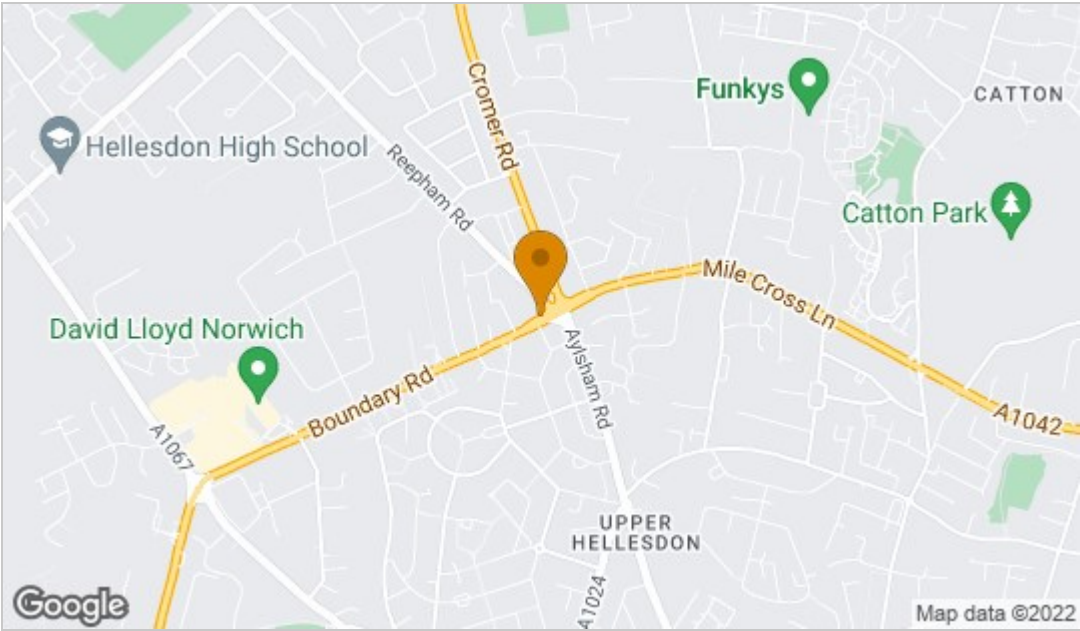 Cromer Rd
Funkys
CATTON
Hellesdon High School
Reepham Rd
Catton Park
Mile Cross Ln
David Lloyd Norwich
Aylsham Rd
Boundary Rd
A1042
A1067
UPPER
HELLESDON
A1024
Google
Map data ©2022